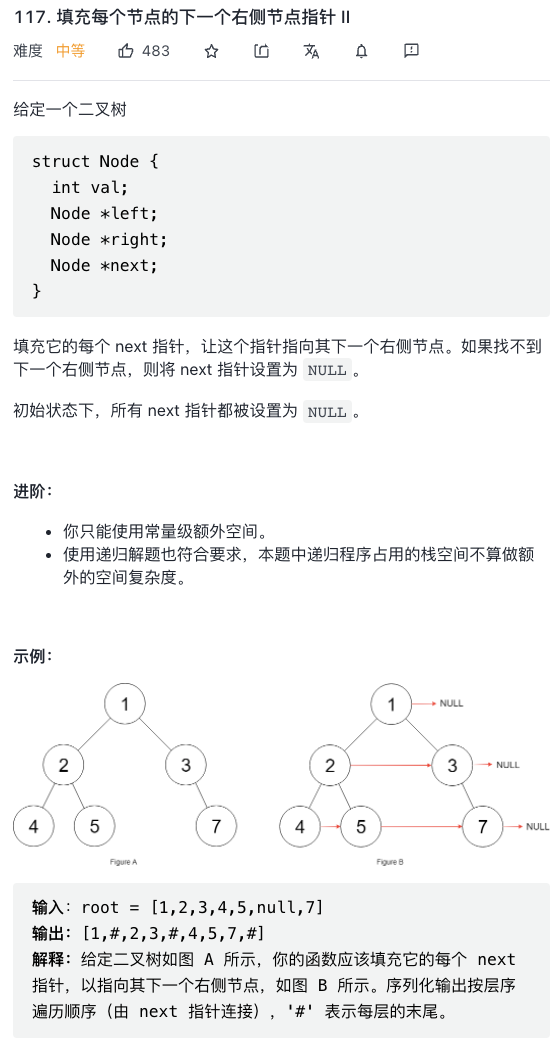 117. 填充每个节点的下一个右侧节点指针 II
难度 中等 483
给定一个二叉树
struct Node {
  int val;
  Node *left;
  Node *right;
  Node *next;
}
填充它的每个 next 指针，让这个指针指向其下一个右侧节点。如果找不到
下一个右侧节点，则将 next 指针设置为 NULL 。
初始状态下，所有 next 指针都被设置为 NULL 。
进阶：
• 你只能使用常量级额外空间。
• 使用递归解题也符合要求，本题中递归程序占用的栈空间不算做额
外的空间复杂度。
示例：
1
2 3
4 5 7
Figure A
1 NULL
2 3 NULL
4 5 7 NULL
Figure B
输入：root = [1,2,3,4,5,null,7]
输出：[1,#,2,3,#,4,5,7,#]
解释：给定二叉树如图 A 所示，你的函数应该填充它的每个 next
指针，以指向其下一个右侧节点，如图 B 所示。序列化输出按层序
遍历顺序（由 next 指针连接），'#' 表示每层的末尾。